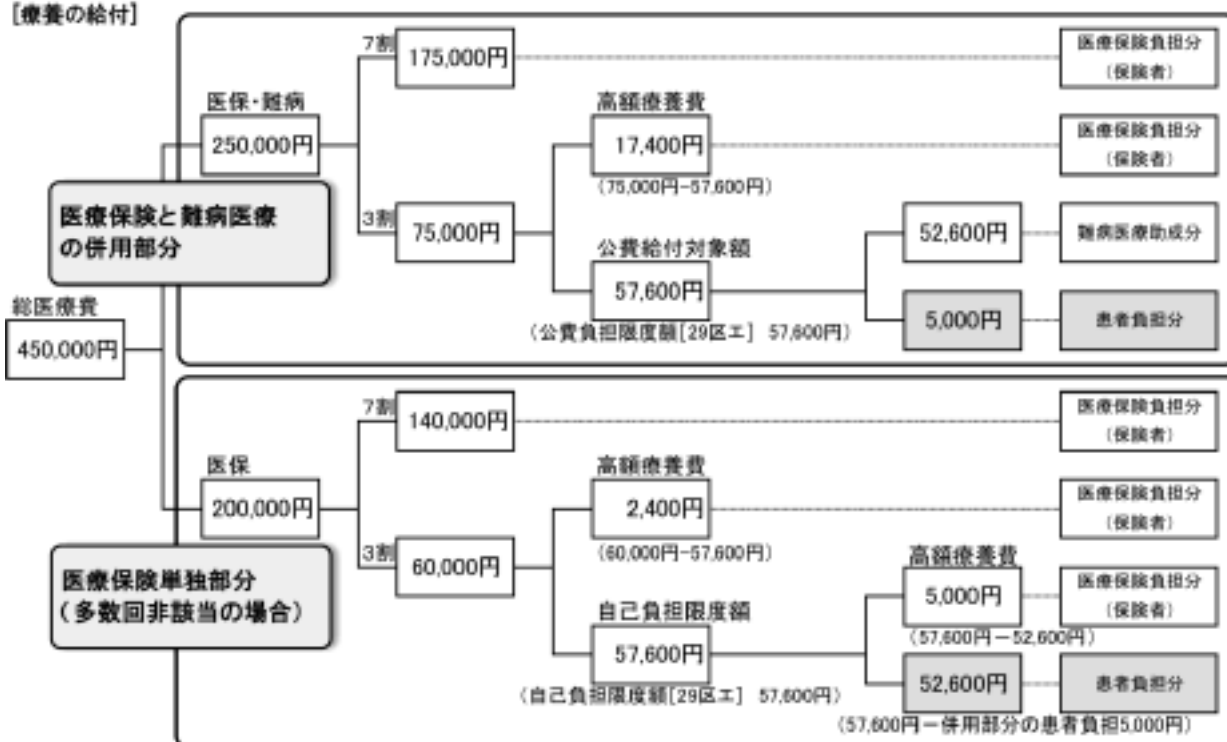 [療養の給付]
7割
175,000円
医療保険負担分
(保険者)
医保・難病
250,000円
高額療養費
17,400円
(75,000円-57,600円)
医療保険負担分
(保険者)
医療保険と難病医療
の併用部分
3割
75,000円
公費給付対象額
57,600円
(公費負担限度額[29区エ] 57,600円)
52,600円
難病医療助成分
5,000円
患者負担分
総医療費
450,000円
7割
140,000円
医療保険負担分
(保険者)
医保
200,000円
高額療養費
2,400円
(60,000円-57,600円)
医療保険負担分
(保険者)
医療保険単独部分
(多数回非該当の場合)
3割
60,000円
自己負担限度額
57,600円
(自己負担限度額[29区エ] 57,600円)
高額療養費
5,000円
(57,600円-52,600円)
医療保険負担分
(保険者)
52,600円
患者負担分
(57,600円-併用部分の患者負担5,000円)